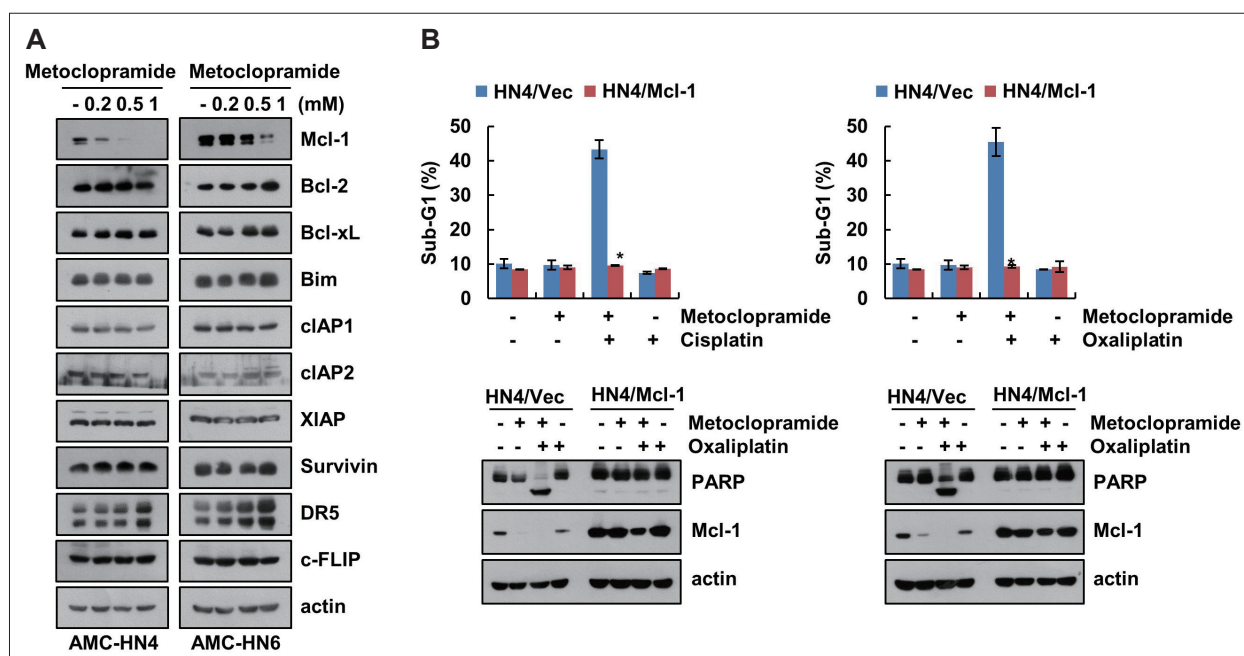 A
Metoclopramide Metoclopramide
- 0.2 0.5 1 - 0.2 0.5 1 (mM)
Mcl-1
Bcl-2
Bcl-xL
Bim
cIAP1
cIAP2
XIAP
Survivin
DR5
c-FLIP
actin
AMC-HN4 AMC-HN6
B
HN4/Vec HN4/Mcl-1
Sub-G1 (%)
50
40
30
20
10
0
*
- + + - Metoclopramide
- - + + Cisplatin
HN4/Vec HN4/Mcl-1
- + + - - + + - Metoclopramide
- - + + - - + + Oxaliplatin
PARP
Mcl-1
actin
HN4/Vec HN4/Mcl-1
Sub-G1 (%)
50
40
30
20
10
0
*
- + + - Metoclopramide
- - + + Oxaliplatin
HN4/Vec HN4/Mcl-1
- + + - - + + - Metoclopramide
- - + + - - + + Oxaliplatin
PARP
Mcl-1
actin